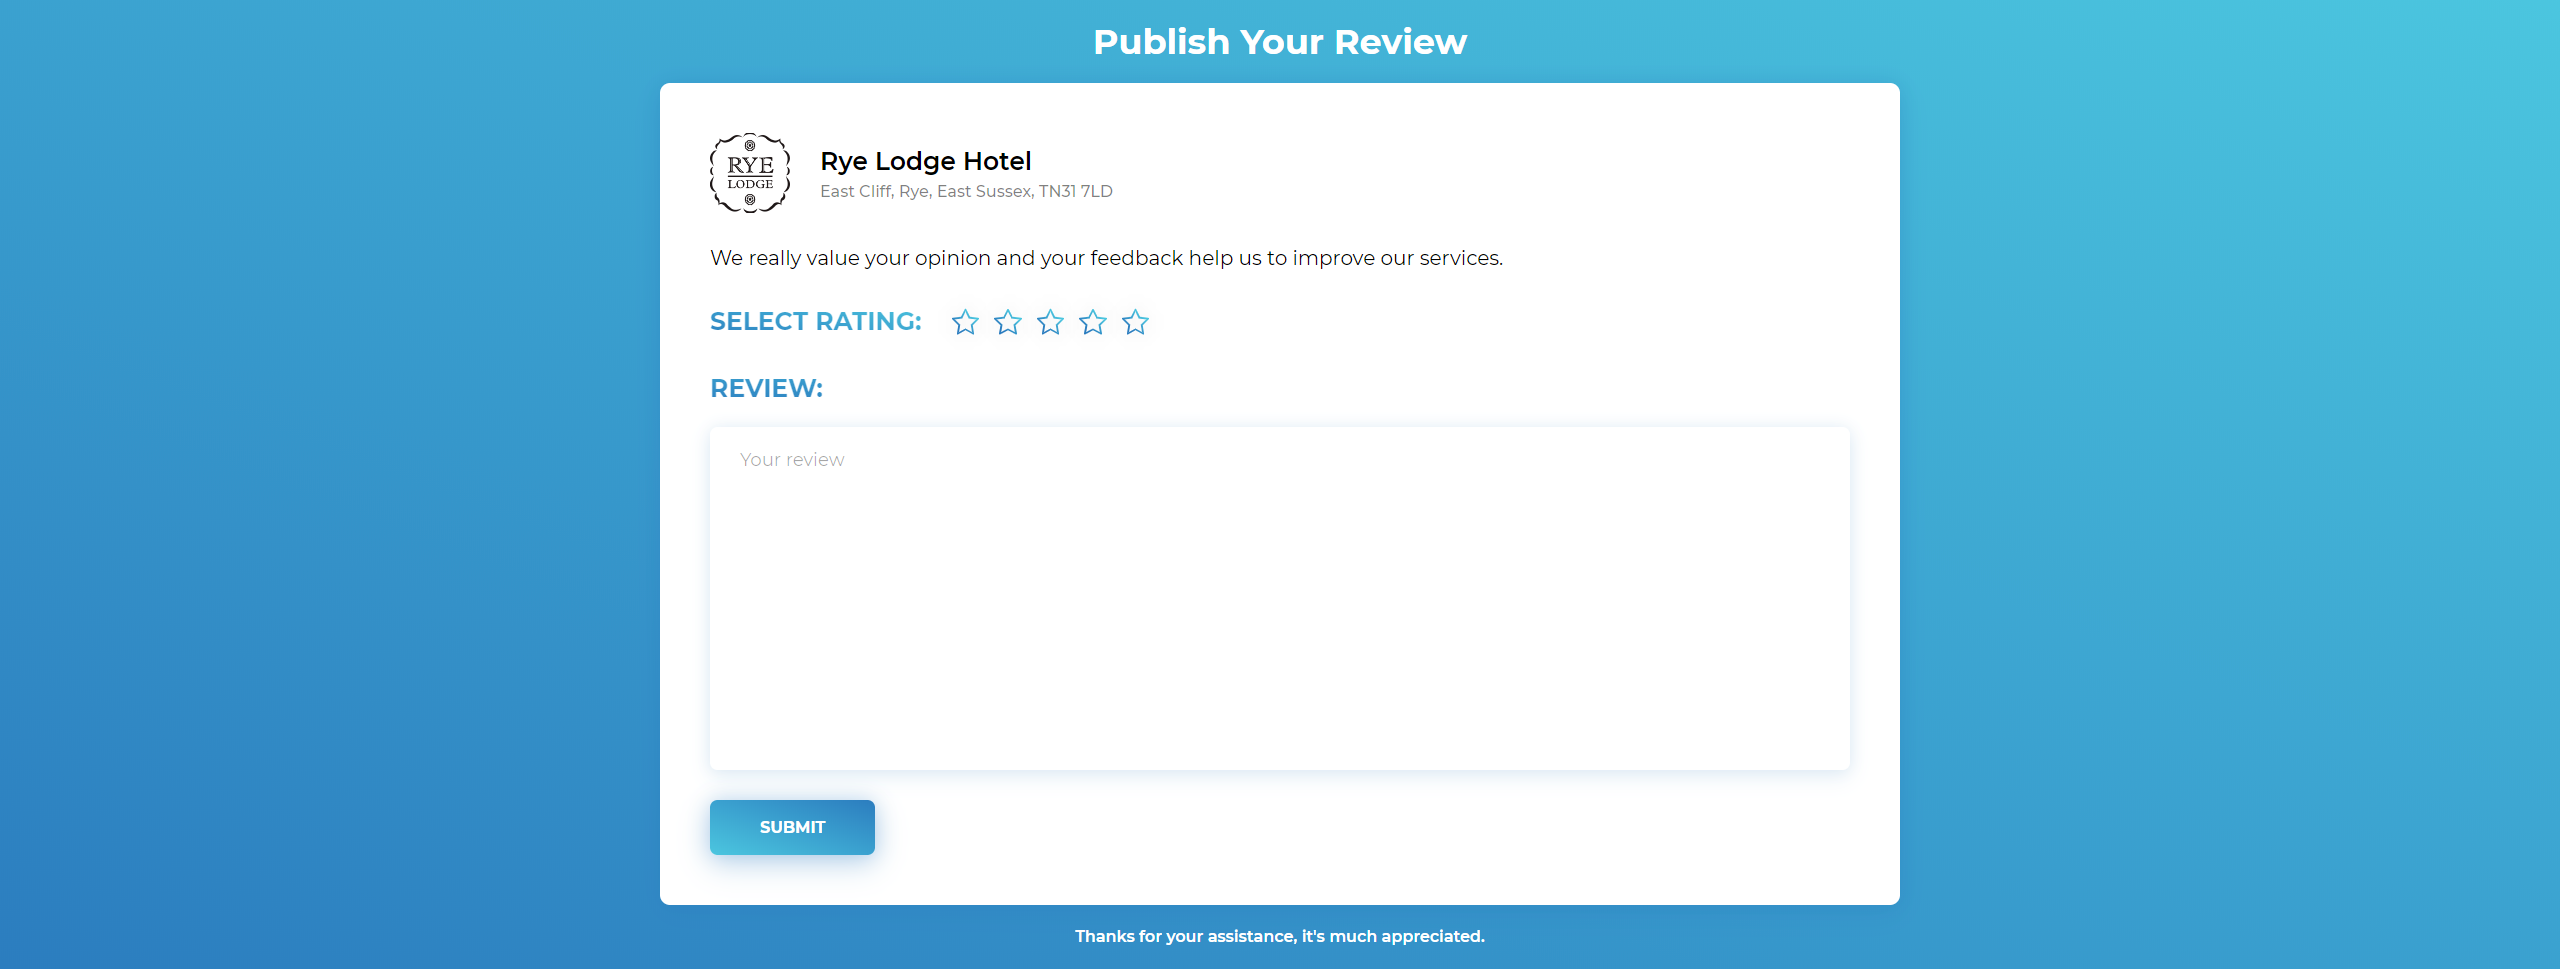 Publish Your Review
RYE
LODGE
Rye Lodge Hotel
East Cliff, Rye, East Sussex, TN31 7LD
We really value your opinion and your feedback help us to improve our services.
SELECT RATING:
REVIEW:
Your review
SUBMIT
Thanks for your assistance, it's much appreciated.